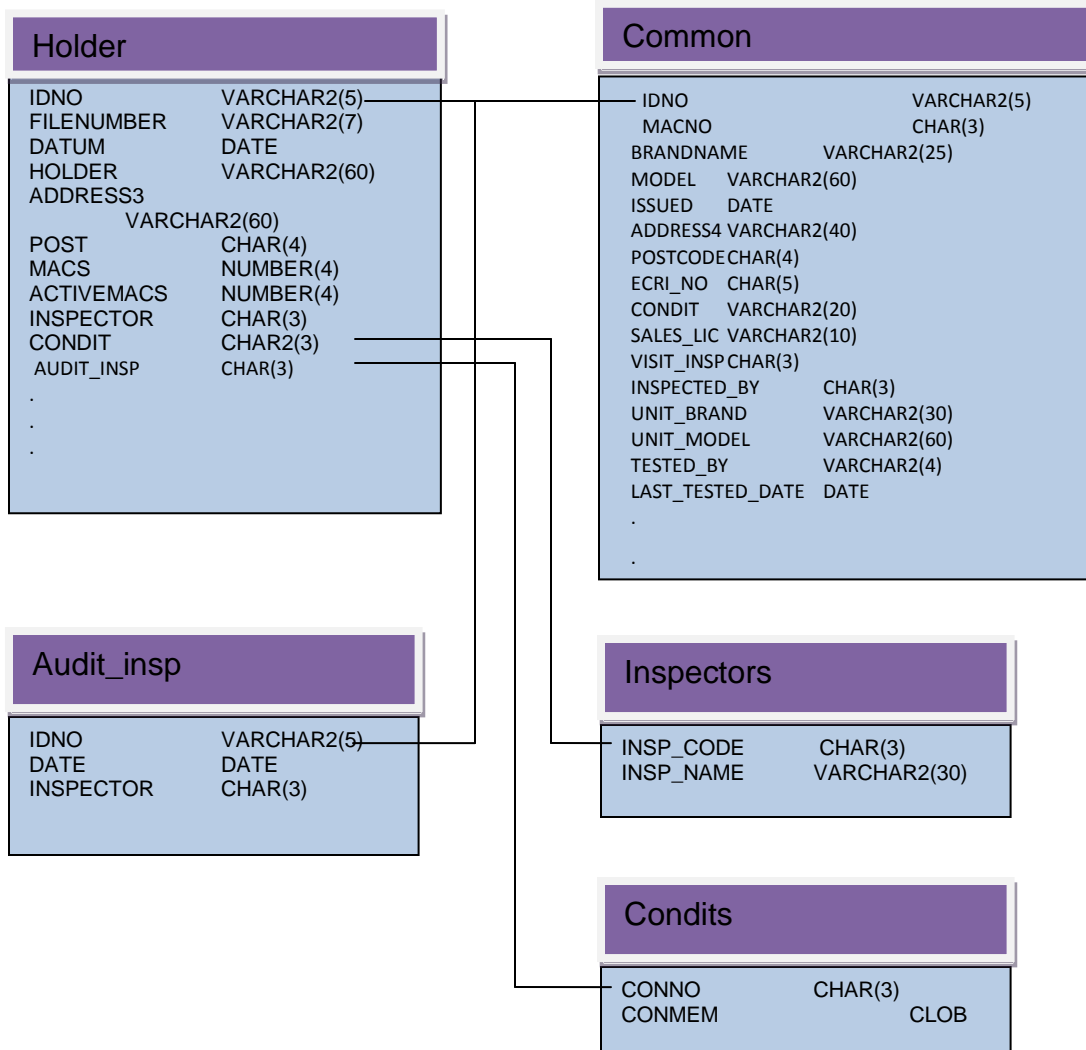 Holder
IDNO VARCHAR2(5)
FILENUMBER VARCHAR2(7)
DATUM DATE
HOLDER VARCHAR2(60)
ADDRESS3
VARCHAR2(60)
POST CHAR(4)
MACS NUMBER(4)
ACTIVEMACS NUMBER(4)
INSPECTOR CHAR(3)
CONDIT CHAR2(3)
AUDIT_INSP CHAR(3)
.
.
.
Common
IDNO VARCHAR2(5)
MACNO CHAR(3)
BRANDNAME VARCHAR2(25)
MODEL VARCHAR2(60)
ISSUED DATE
ADDRESS4 VARCHAR2(40)
POSTCODE CHAR(4)
ECRI_NO CHAR(5)
CONDIT VARCHAR2(20)
SALES_LIC VARCHAR2(10)
VISIT_INSP CHAR(3)
INSPECTED_BY CHAR(3)
UNIT_BRAND VARCHAR2(30)
UNIT_MODEL VARCHAR2(60)
TESTED_BY VARCHAR2(4)
LAST_TESTED_DATE DATE
.
.
Audit_insp
IDNO VARCHAR2(5)
DATE DATE
INSPECTOR CHAR(3)
Inspectors
INSP_CODE CHAR(3)
INSP_NAME VARCHAR2(30)
Condits
CONNO CHAR(3)
CONMEM CLOB